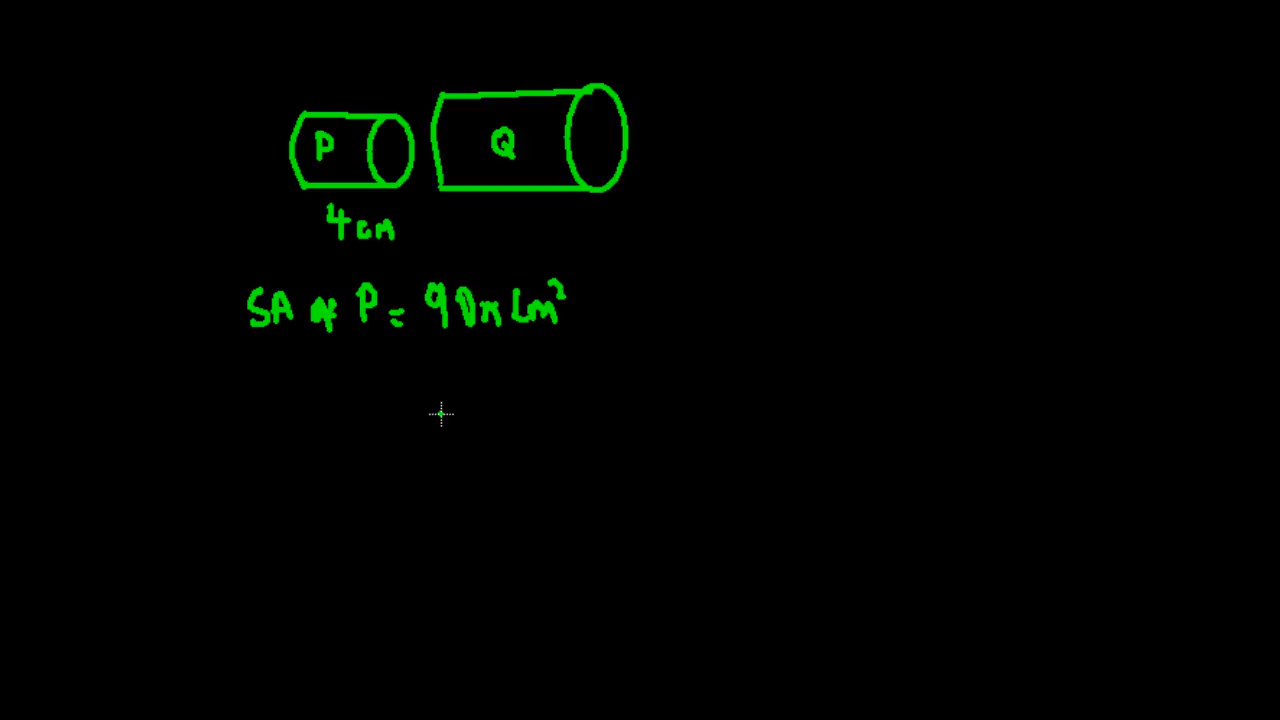 P Q
4cm
SA of P = 90π cm²